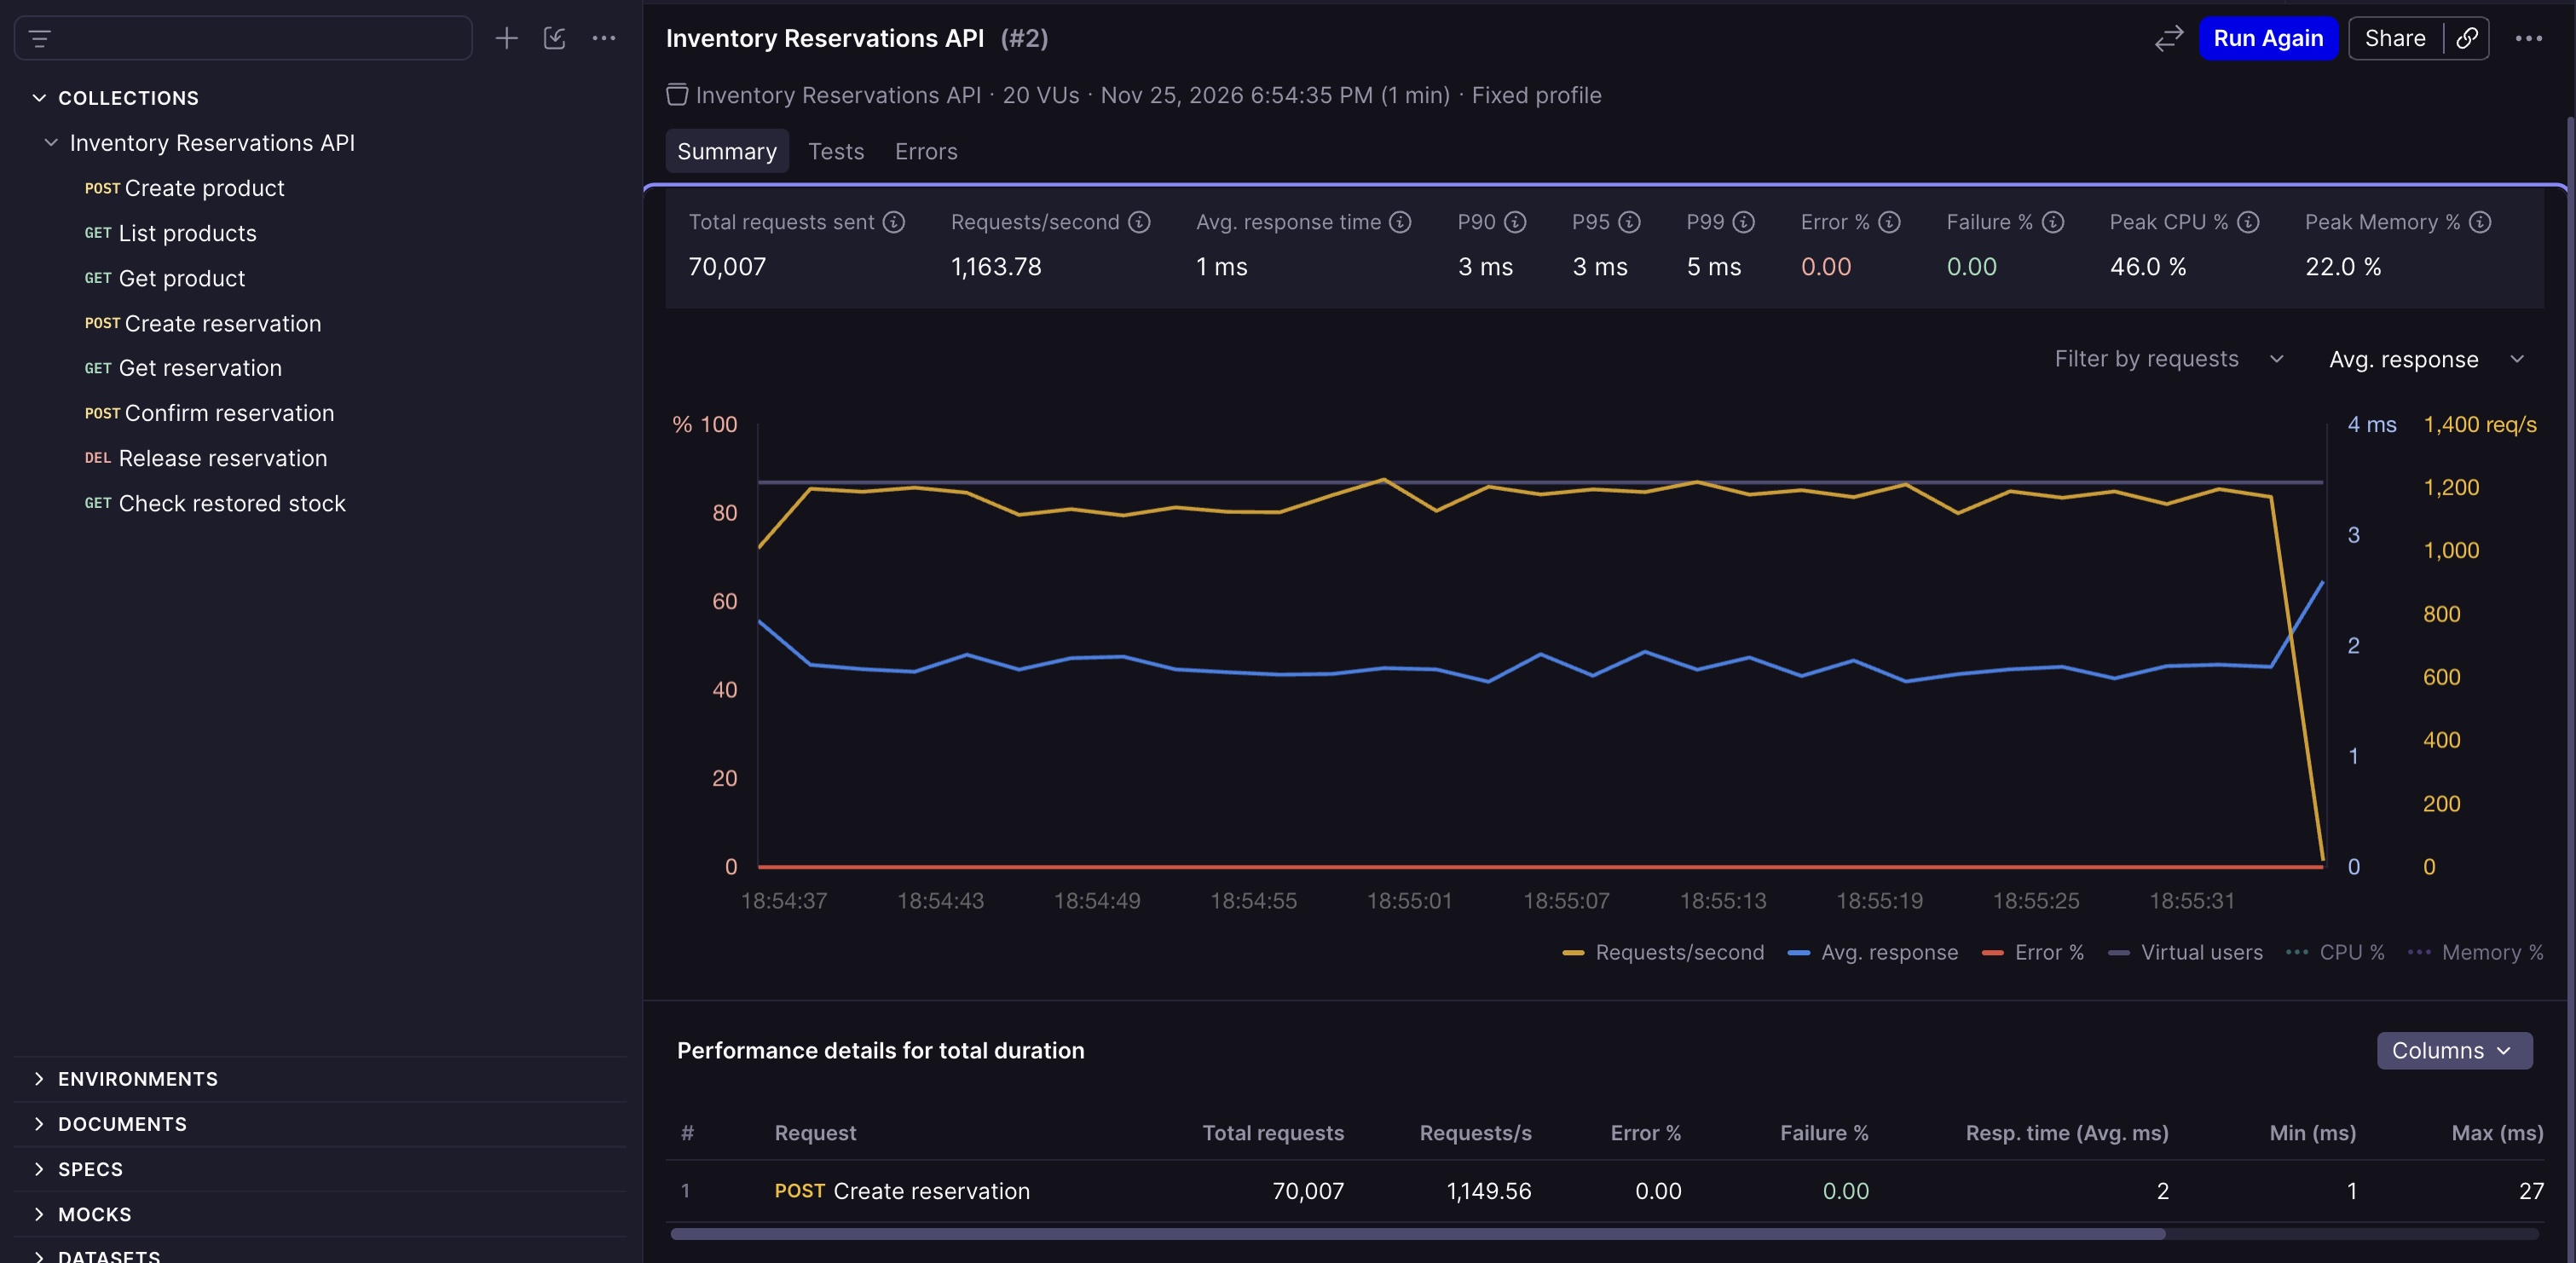 COLLECTIONS
Inventory Reservations API
POST Create product
GET List products
GET Get product
POST Create reservation
GET Get reservation
POST Confirm reservation
DEL Release reservation
GET Check restored stock
ENVIRONMENTS
DOCUMENTS
SPECS
MOCKS
DATASETS
Inventory Reservations API (#2)
Run Again
Share
Inventory Reservations API · 20 VUs · Nov 25, 2026 6:54:35 PM (1 min) · Fixed profile
Summary Tests Errors
Total requests sent Requests/second Avg. response time P90 P95 P99 Error % Failure % Peak CPU % Peak Memory %
70,007 1,163.78 1 ms 3 ms 3 ms 5 ms 0.00 0.00 46.0 % 22.0 %
Filter by requests Avg. response
% 100 4 ms 1,400 req/s
1,200
80
3
1,000
60
800
2
40
600
20
1
400
200
0 0 0
18:54:37 18:54:43 18:54:49 18:54:55 18:55:01 18:55:07 18:55:13 18:55:19 18:55:25 18:55:31
Requests/second Avg. response Error % Virtual users CPU % Memory %
Performance details for total duration
Columns
# Request Total requests Requests/s Error % Failure % Resp. time (Avg. ms) Min (ms) Max (ms)
1 POST Create reservation 70,007 1,149.56 0.00 0.00 2 1 27